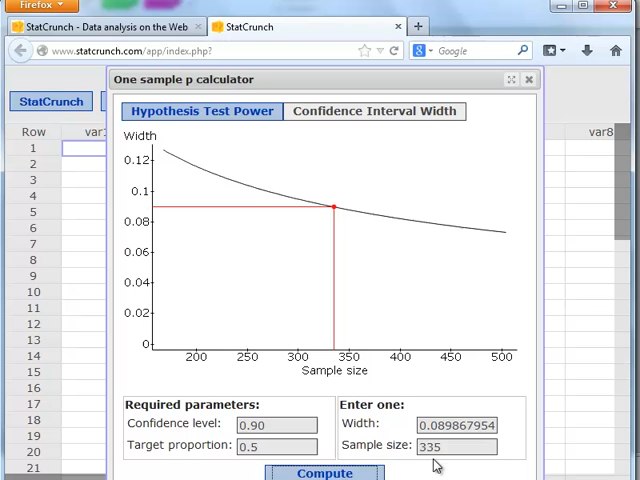 Firefox
StatCrunch - Data analysis on the Web × StatCrunch × +
www.statcrunch.com/app/index.php? Google
One sample p calculator
StatCrunch
Hypothesis Test Power Confidence Interval Width
Row var1 var8
1
2
3
4
5
6
7
8
9
10
11
12
13
14
15
16
17
18
19
20
21
Width
0.12
0.1
0.08
0.06
0.04
0.02
0
200 250 300 350 400 450 500
Sample size
Required parameters:
Confidence level: 0.90
Target proportion: 0.5
Enter one:
Width: 0.089867954
Sample size: 335
Compute